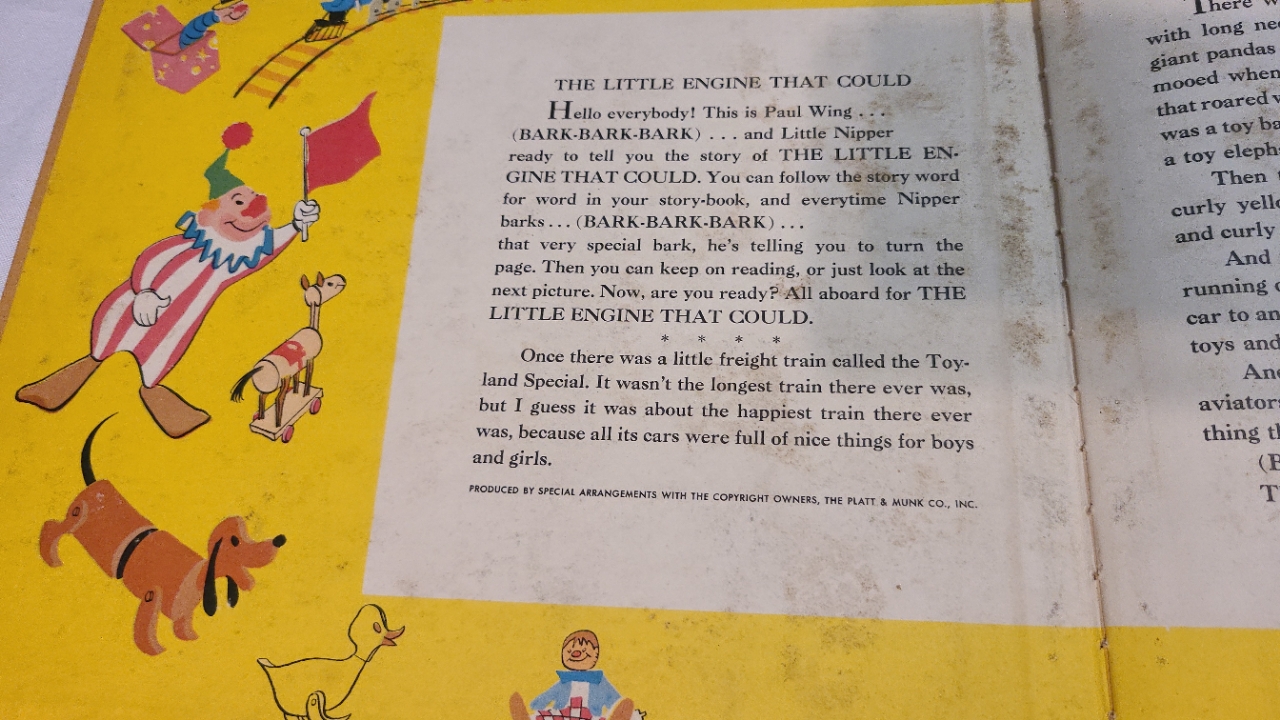 THE LITTLE ENGINE THAT COULD
Hello everybody! This is Paul Wing . . .
(BARK-BARK-BARK) . . . and Little Nipper
ready to tell you the story of THE LITTLE EN-
GINE THAT COULD. You can follow the story word
for word in your story-book, and everytime Nipper
barks . . . (BARK-BARK-BARK) . . .
that very special bark, he's telling you to turn the
page. Then you can keep on reading, or just look at the
next picture. Now, are you ready? All aboard for THE
LITTLE ENGINE THAT COULD.
* * * *
Once there was a little freight train called the Toy-
land Special. It wasn't the longest train there ever was,
but I guess it was about the happiest train there ever
was, because all its cars were full of nice things for boys
and girls.
PRODUCED BY SPECIAL ARRANGEMENTS WITH THE COPYRIGHT OWNERS, THE PLATT & MUNK CO., INC.
There
with long
giant pandas
mooed when
that roared
was a toy
a toy
Then
curly
and curly
And
running
car to
toys and
thing